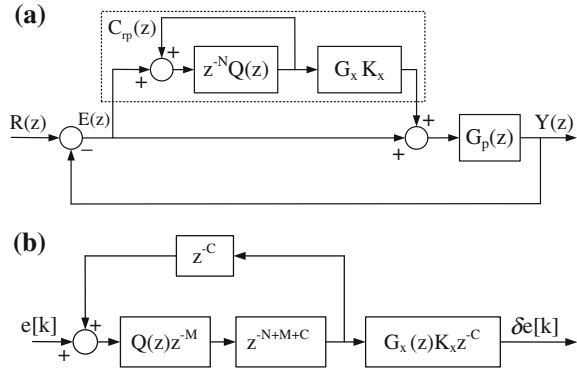 (a)
C_rp(z)
+
+
z^-N Q(z)
G_x K_x
R(z)
E(z)
−
+
+
G_p(z)
Y(z)
(b)
z^-C
e[k]
+
+
Q(z)z^-M
z^-N+M+C
G_x(z)K_x z^-C
δe[k]